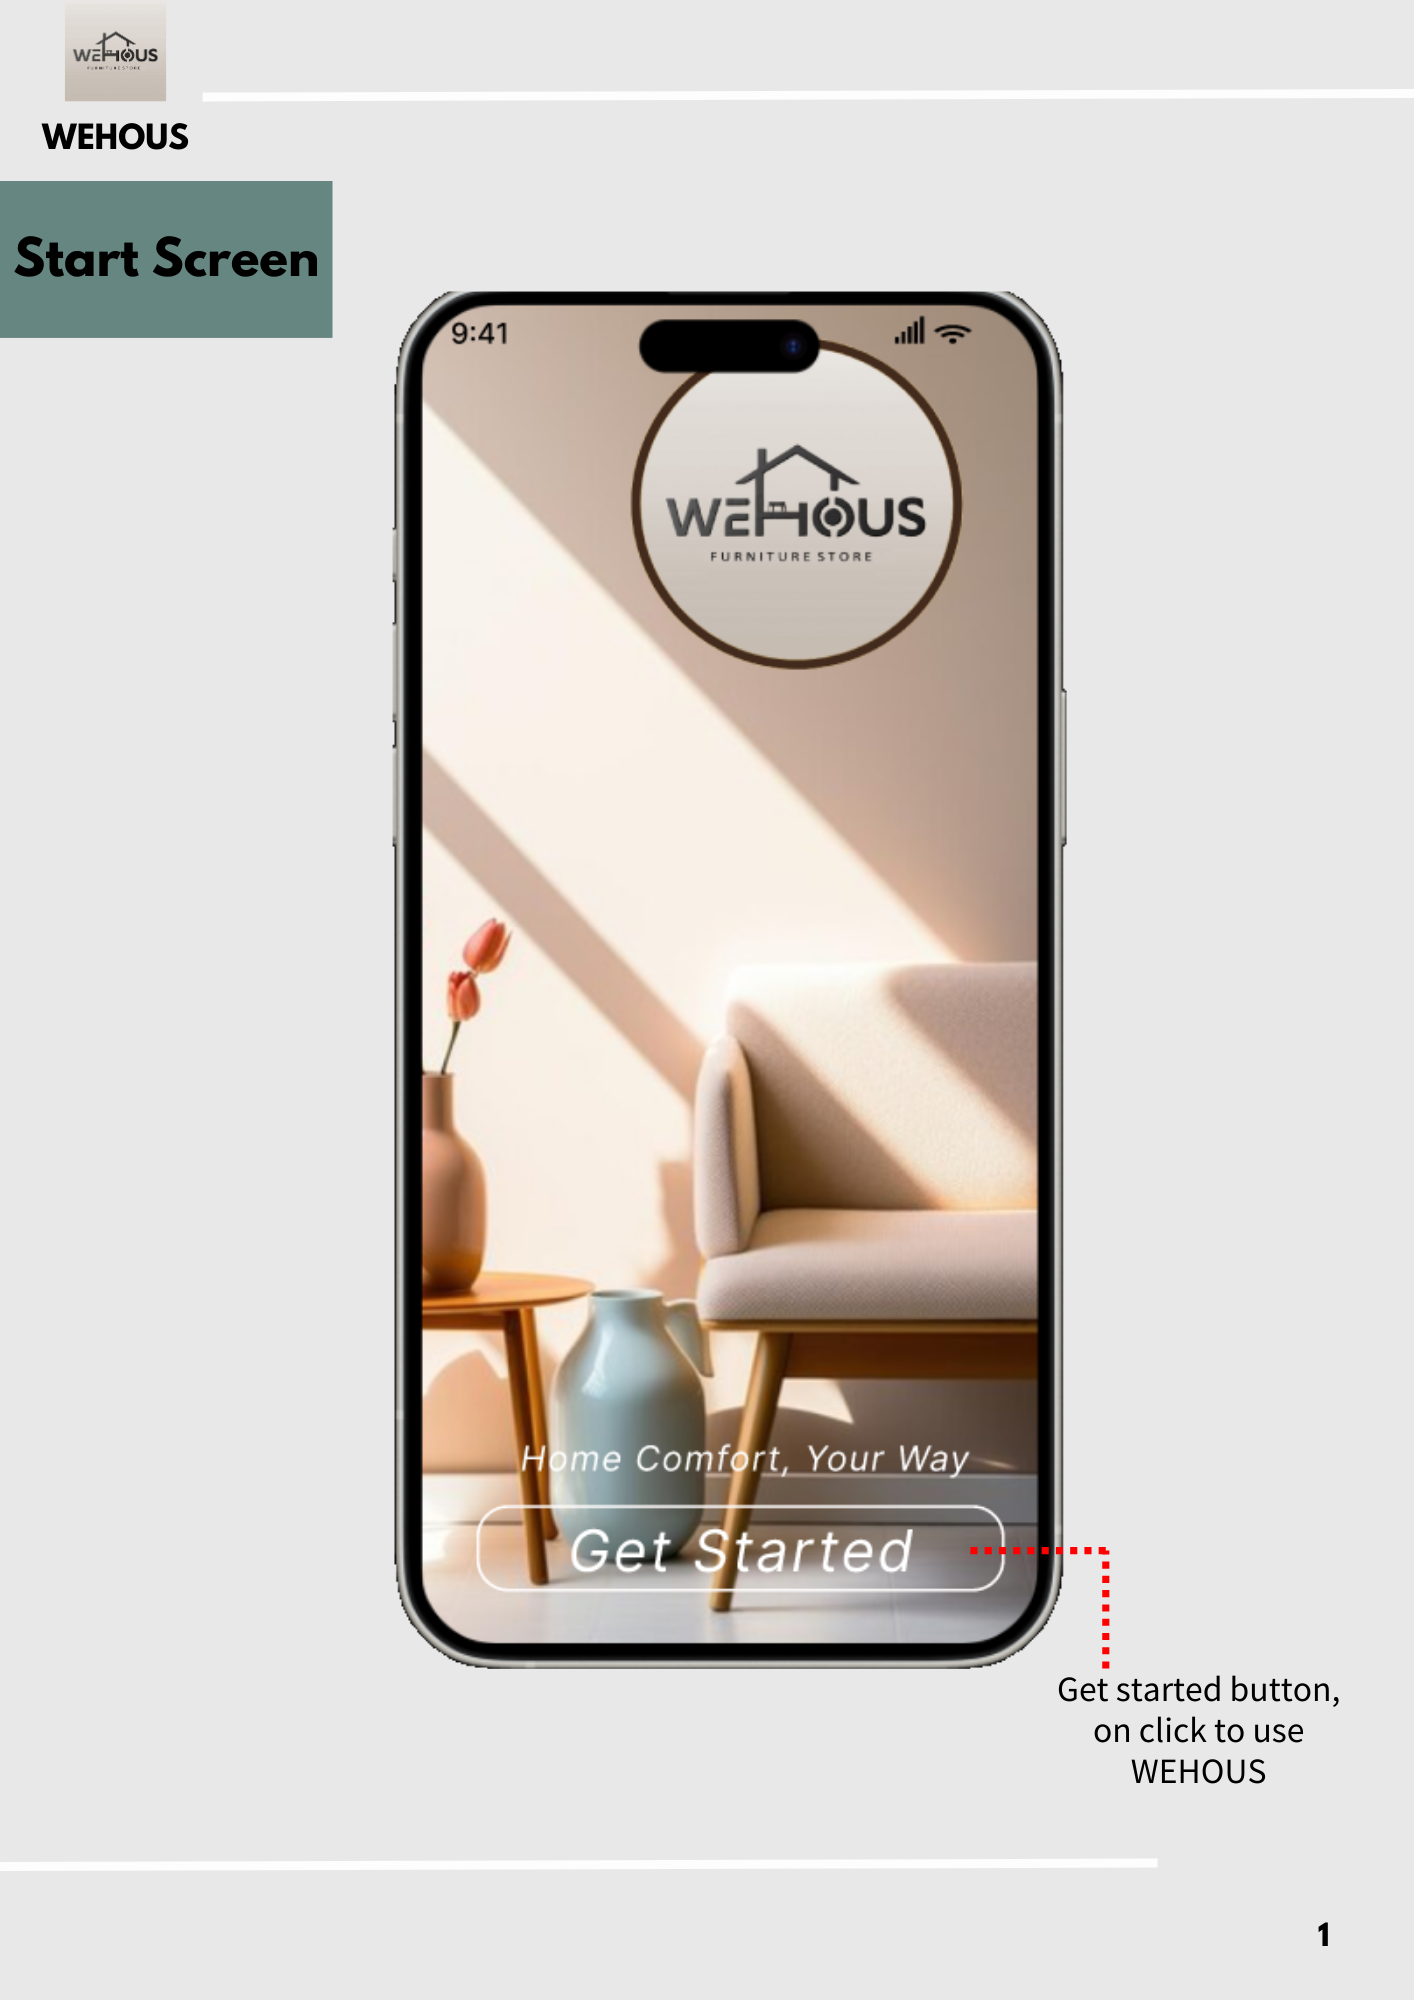 WEHOUS
FURNITURE STORE
WEHOUS
Start Screen
9:41
WEHOUS
FURNITURE STORE
Home Comfort, Your Way
Get Started
Get started button,
on click to use
WEHOUS
1